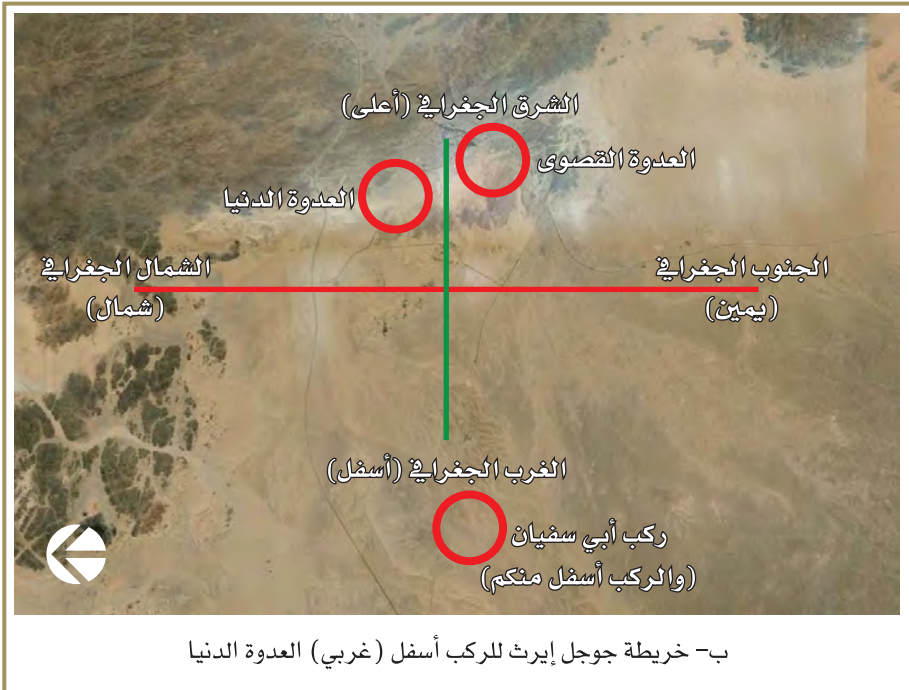 الشرق الجغرافي (أعلى)
العدوة القصوى
العدوة الدنيا
الجنوب الجغرافي
(يمين)
الشمال الجغرافي
(شمال)
الغرب الجغرافي (أسفل)
ركب أبي سفيان
(والركب أسفل منكم)
ب- خريطة جوجل إيرث للركب أسفل (غربي) العدوة الدنيا